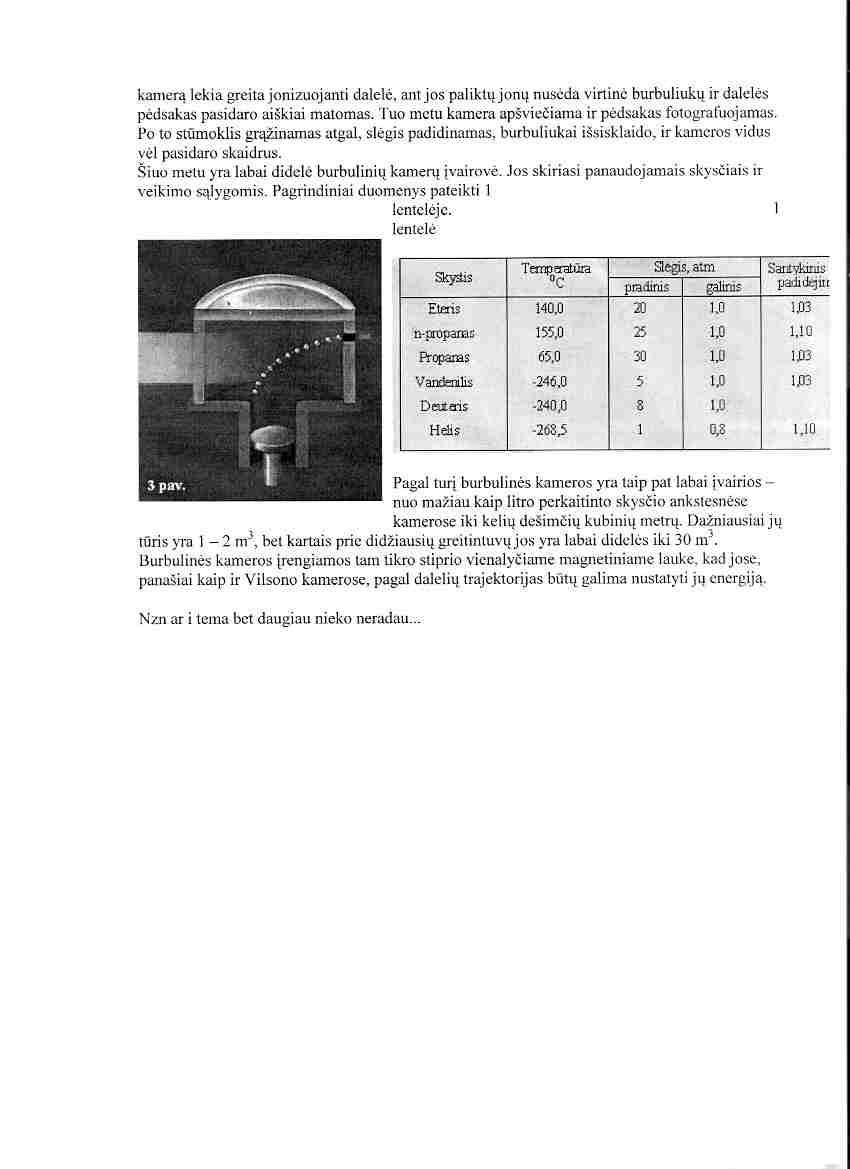 kamerą lekia greita jonizuojanti dalelė, ant jos paliktų jonų nusėda virtinė burbuliukų ir dalelės
pėdsakas pasidaro aiškiai matomas. Tuo metu kamera apšviečiama ir pėdsakas fotografuojamas.
Po to stūmoklis grąžinamas atgal, slėgis padidinamas, burbuliukai išsisklaido, ir kameros vidus
vėl pasidaro skaidrus.
Šiuo metu yra labai didelė burbulinių kamerų įvairovė. Jos skiriasi panaudojamais skysčiais ir
veikimo sąlygomis. Pagrindiniai duomenys pateikti 1
lentelėje. 1
lentelė
Skystis Temperatūra Slėgis, atm Santykinis
⁰C pradinis galinis padidėjim
Eteris 140,0 20 1,0 1,03
n-propanas 155,0 25 1,0 1,10
Propanas 65,0 30 1,0 1,03
Vandenilis -246,0 5 1,0 1,03
Deuteris -240,0 8 1,0
Helis -268,5 1 0,8 1,10
3 pav.
Pagal turį burbulinės kameros yra taip pat labai įvairios –
nuo mažiau kaip litro perkaitinto skysčio ankstesnėse
kamerose iki kelių dešimčių kubinių metrų. Dažniausiai jų
tūris yra 1 – 2 m³, bet kartais prie didžiausių greitintuvų jos yra labai didelės iki 30 m³.
Burbulinės kameros įrengiamos tam tikro stiprio vienalyčiame magnetiniame lauke, kad jose,
panašiai kaip ir Vilsono kamerose, pagal dalelių trajektorijas būtų galima nustatyti jų energiją.
Nzn ar i tema bet daugiau nieko neradau...